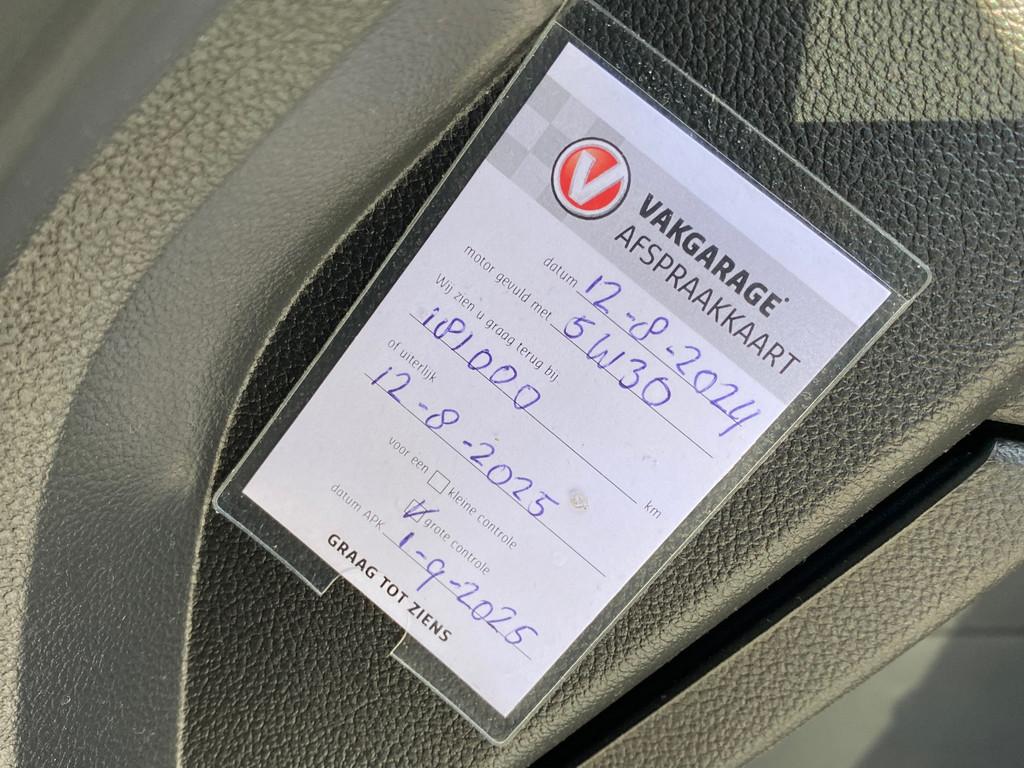 V
VAKGARAGE®
AFSPRAAKKAART
datum 12-8-2024
motor gevuld met 5W30
Wij zien u graag terug bij
181000 km
of uiterlijk
12-8-2025
voor een kleine controle
grote controle
datum APK 1-9-2025
GRAAG TOT ZIENS